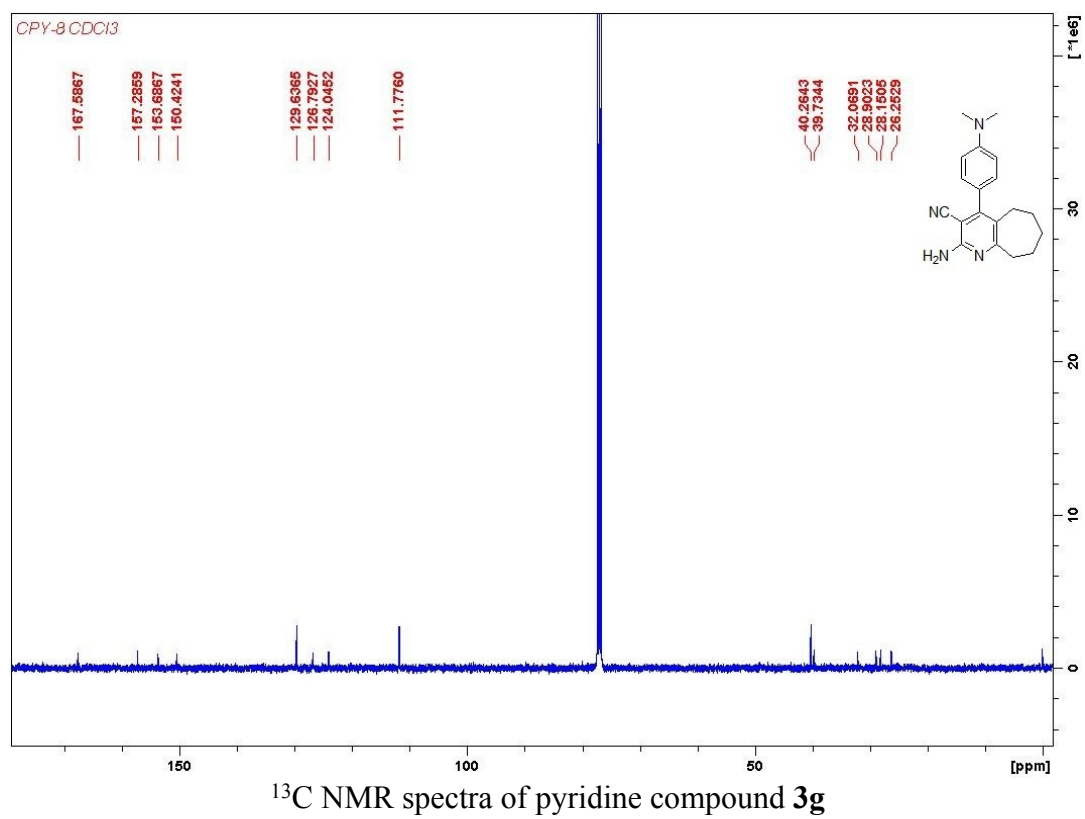 CPY-8 CDCl3
[ *1e6]
167.5867
157.2859
153.6867
150.4241
129.6365
126.7927
124.0452
111.7760
40.2643
39.7344
32.0691
28.9023
28.1505
26.2529
N
NC
H₂N
N
30
20
10
0
150
100
50
[ppm]
¹³C NMR spectra of pyridine compound 3g